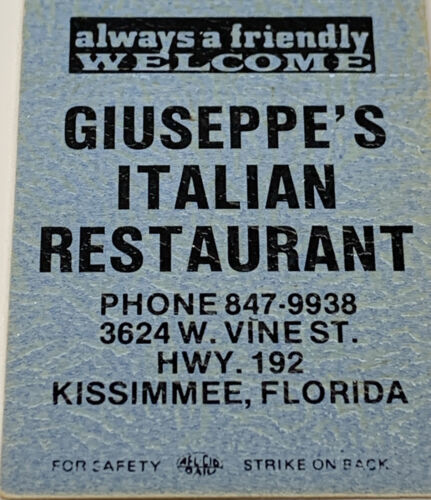 always a friendly
WELCOME
GIUSEPPE'S
ITALIAN
RESTAURANT
PHONE 847-9938
3624 W. VINE ST.
HWY. 192
KISSIMMEE, FLORIDA
FOR SAFETY STRIKE ON BACK